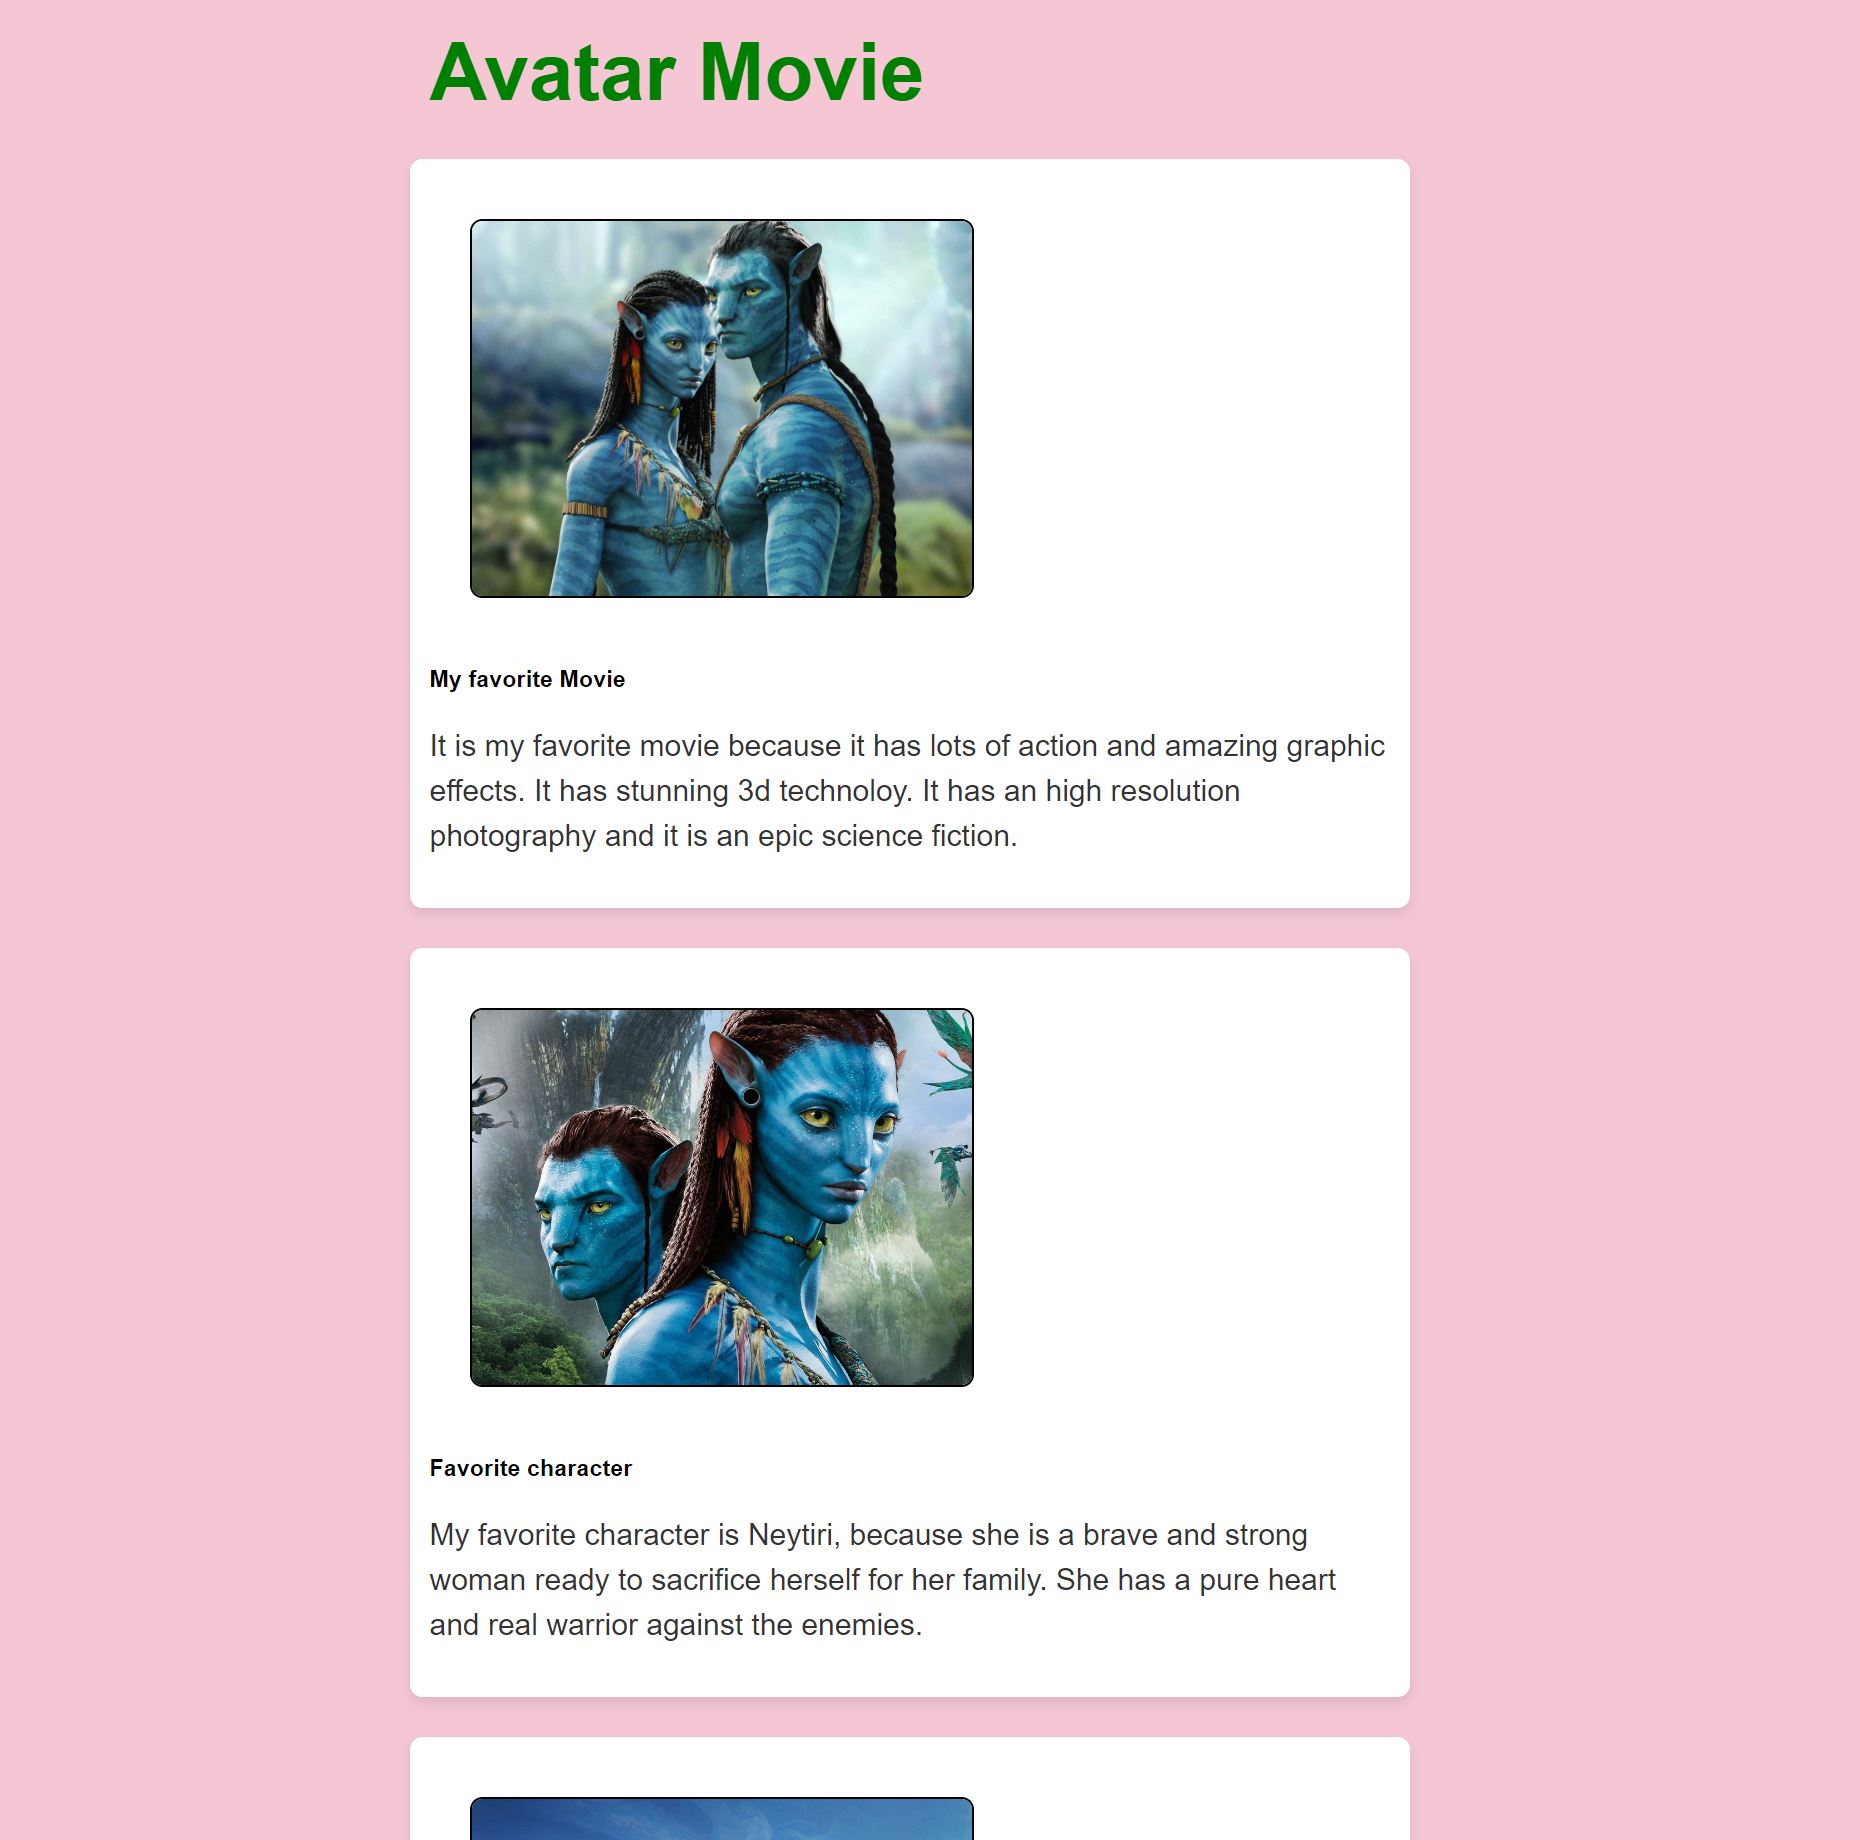 Avatar Movie
My favorite Movie
It is my favorite movie because it has lots of action and amazing graphic
effects. It has stunning 3d technoloy. It has an high resolution
photography and it is an epic science fiction.
Favorite character
My favorite character is Neytiri, because she is a brave and strong
woman ready to sacrifice herself for her family. She has a pure heart
and real warrior against the enemies.